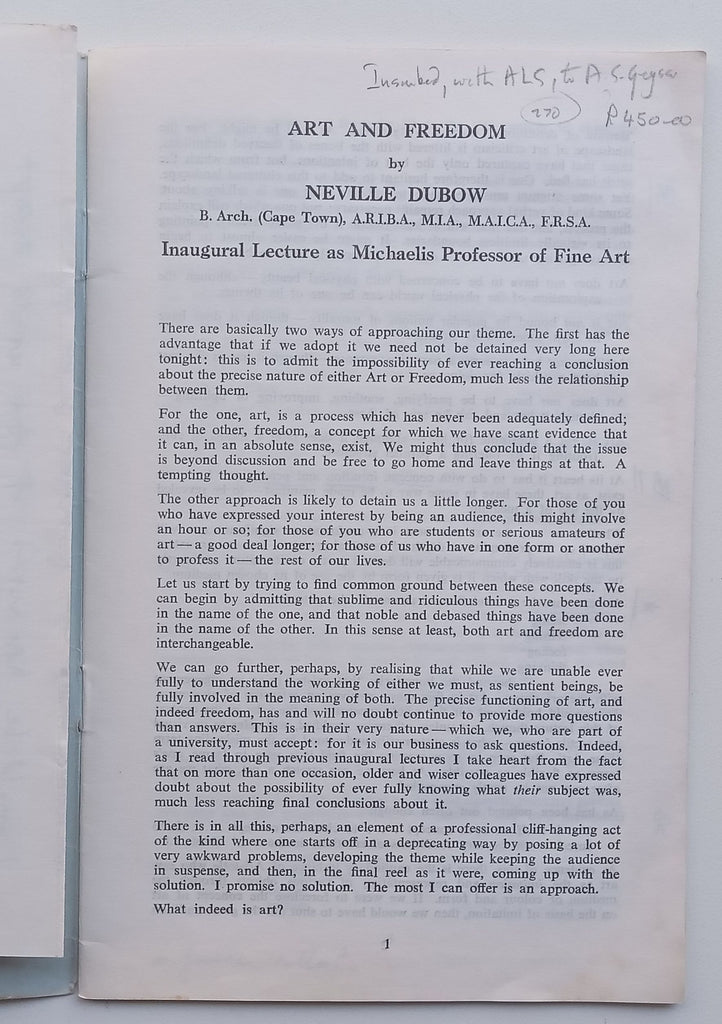 Inscribed, with ALS, to A S. Geyser
270
R450-00
ART AND FREEDOM
by
NEVILLE DUBOW
B. Arch. (Cape Town), A.R.I.B.A., M.I.A., M.A.I.C.A., F.R.S.A.
Inaugural Lecture as Michaelis Professor of Fine Art
There are basically two ways of approaching our theme. The first has the
advantage that if we adopt it we need not be detained very long here
tonight: this is to admit the impossibility of ever reaching a conclusion
about the precise nature of either Art or Freedom, much less the relationship
between them.
For the one, art, is a process which has never been adequately defined;
and the other, freedom, a concept for which we have scant evidence that
it can, in an absolute sense, exist. We might thus conclude that the issue
is beyond discussion and be free to go home and leave things at that. A
tempting thought.
The other approach is likely to detain us a little longer. For those of you
who have expressed your interest by being an audience, this might involve
an hour or so; for those of you who are students or serious amateurs of
art — a good deal longer; for those of us who have in one form or another
to profess it — the rest of our lives.
Let us start by trying to find common ground between these concepts. We
can begin by admitting that sublime and ridiculous things have been done
in the name of the one, and that noble and debased things have been done
in the name of the other. In this sense at least, both art and freedom are
interchangeable.
We can go further, perhaps, by realising that while we are unable ever
fully to understand the working of either we must, as sentient beings, be
fully involved in the meaning of both. The precise functioning of art, and
indeed freedom, has and will no doubt continue to provide more questions
than answers. This is in their very nature — which we, who are part of
a university, must accept: for it is our business to ask questions. Indeed,
as I read through previous inaugural lectures I take heart from the fact
that on more than one occasion, older and wiser colleagues have expressed
doubt about the possibility of ever fully knowing what their subject was,
much less reaching final conclusions about it.
There is in all this, perhaps, an element of a professional cliff-hanging act
of the kind where one starts off in a deprecating way by posing a lot of
very awkward problems, developing the theme while keeping the audience
in suspense, and then, in the final reel as it were, coming up with the
solution. I promise no solution. The most I can offer is an approach.
What indeed is art?
1